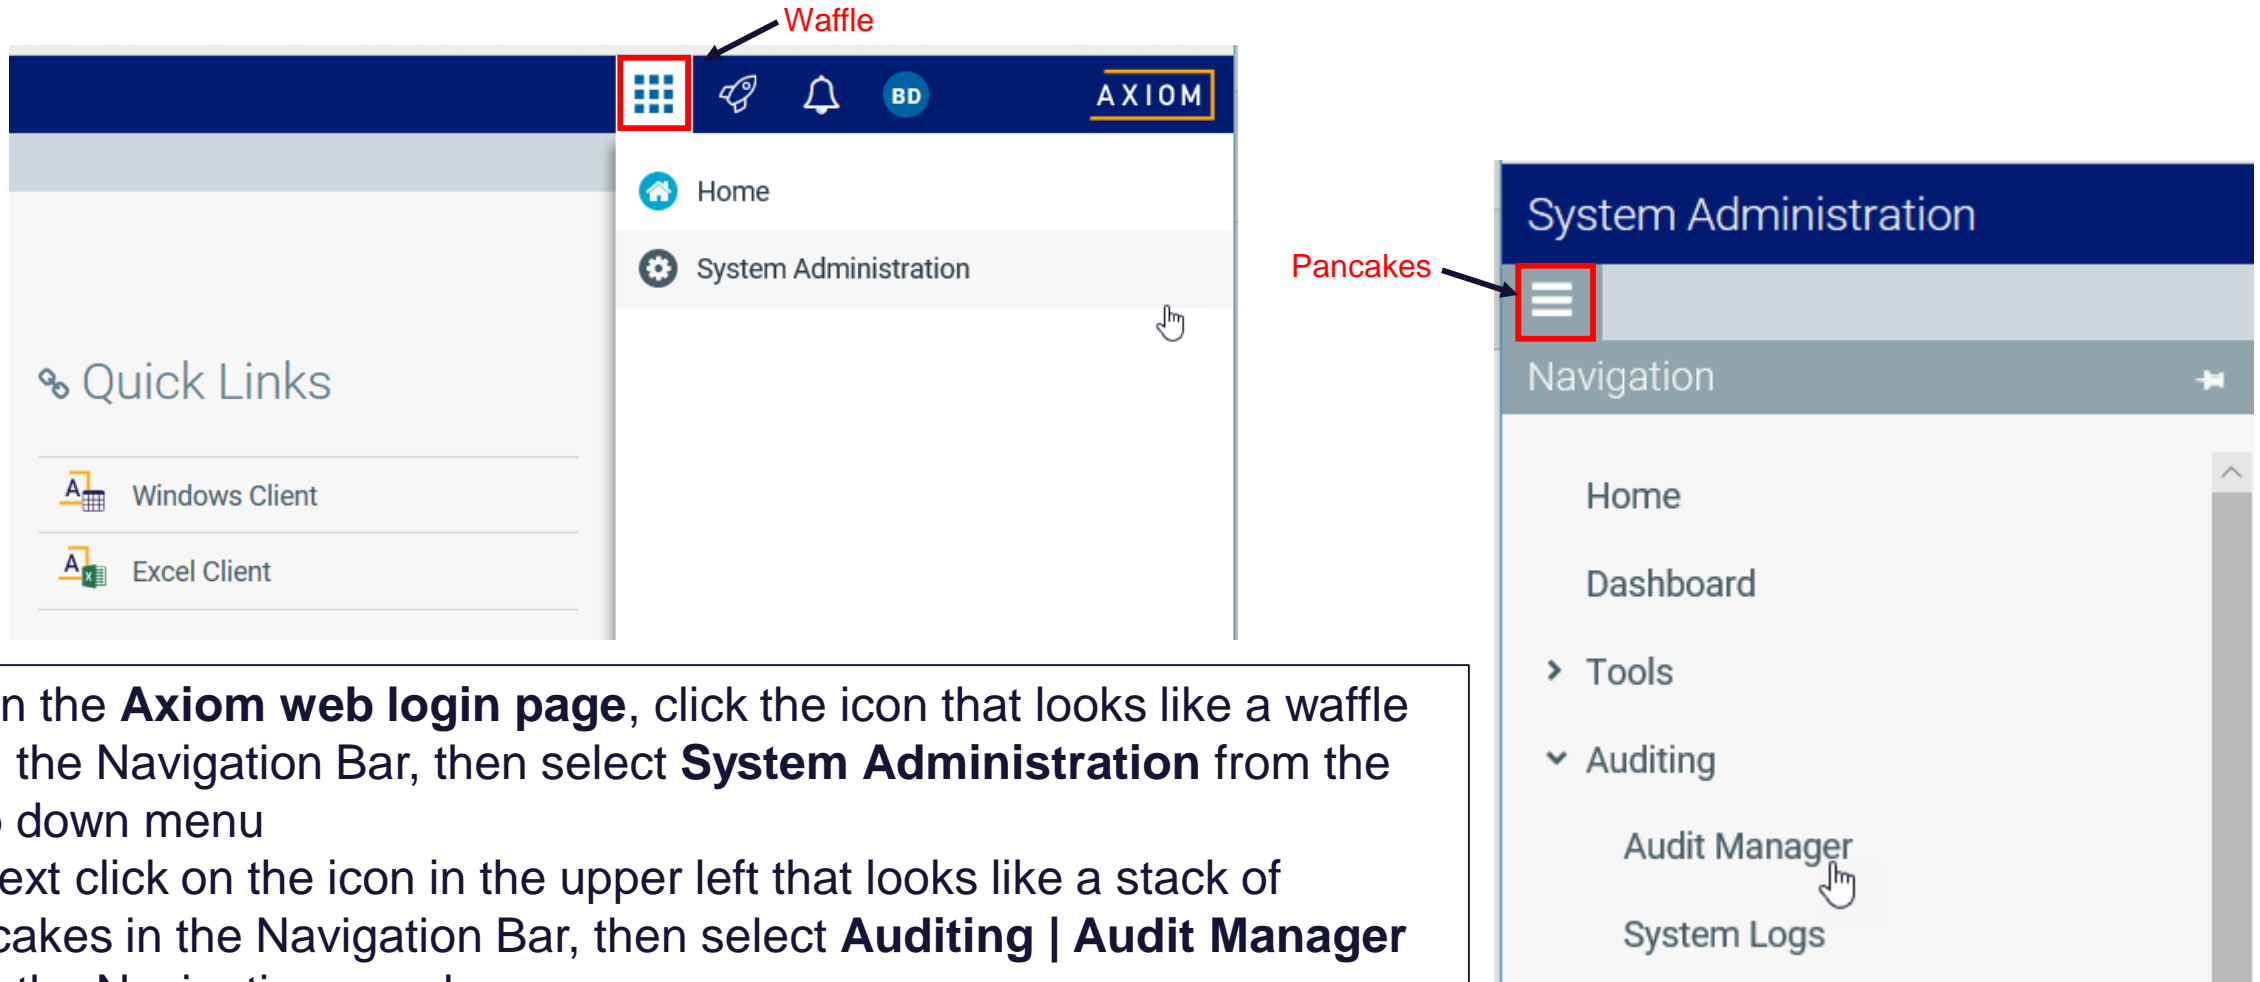 Waffle
BD
AXIOM
Home
System Administration
Quick Links
Windows Client
Excel Client
Pancakes
System Administration
Navigation
Home
Dashboard
Tools
Auditing
Audit Manager
System Logs
n the Axiom web login page, click the icon that looks like a waffle
the Navigation Bar, then select System Administration from the
down menu
ext click on the icon in the upper left that looks like a stack of
cakes in the Navigation Bar, then select Auditing | Audit Manager